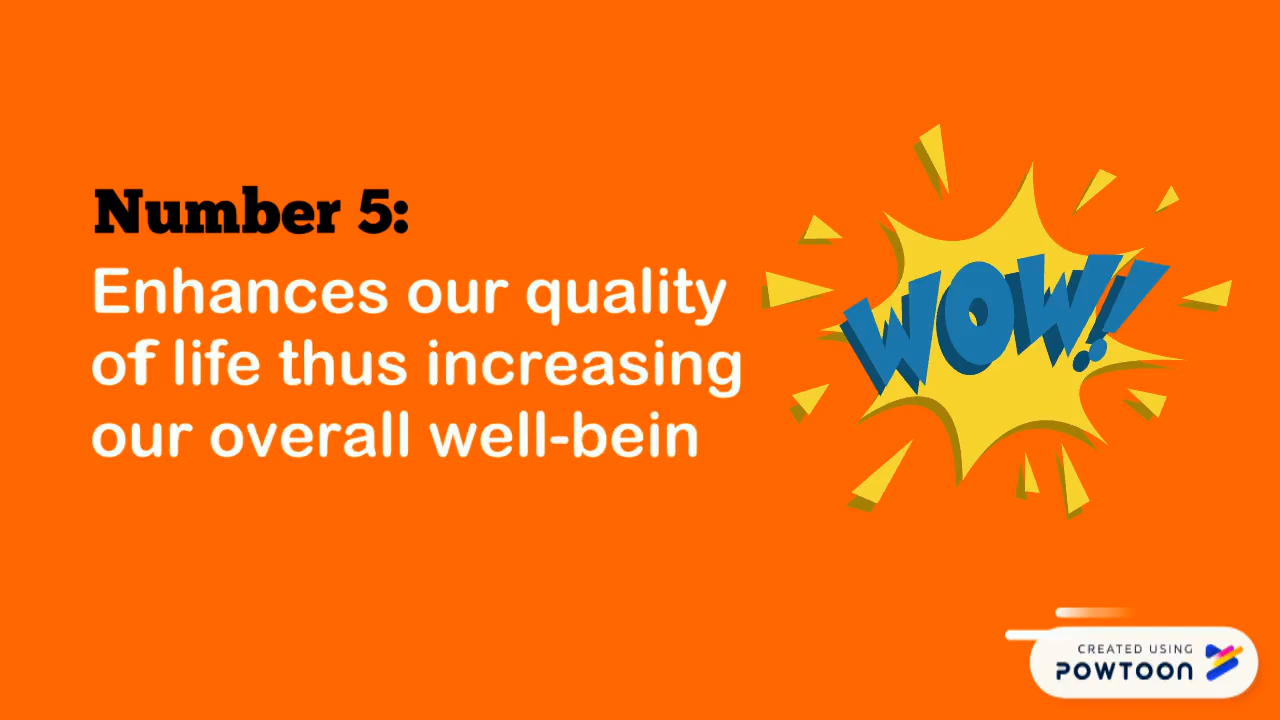 Number 5:
Enhances our quality
of life thus increasing
our overall well-bein
WOW!!
CREATED USING
POWTOON